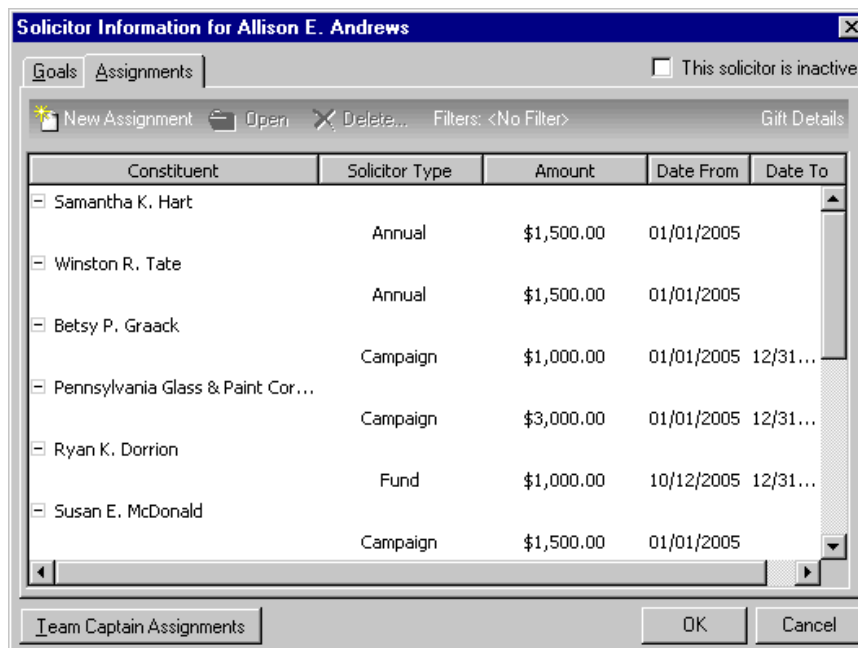 Solicitor Information for Allison E. Andrews
Goals Assignments This solicitor is inactive
New Assignment Open Delete... Filters: <No Filter> Gift Details
Constituent Solicitor Type Amount Date From Date To
Samantha K. Hart
Annual $1,500.00 01/01/2005
Winston R. Tate
Annual $1,500.00 01/01/2005
Betsy P. Graack
Campaign $1,000.00 01/01/2005 12/31...
Pennsylvania Glass & Paint Cor...
Campaign $3,000.00 01/01/2005 12/31...
Ryan K. Dorrion
Fund $1,000.00 10/12/2005 12/31...
Susan E. McDonald
Campaign $1,500.00 01/01/2005
Team Captain Assignments OK Cancel